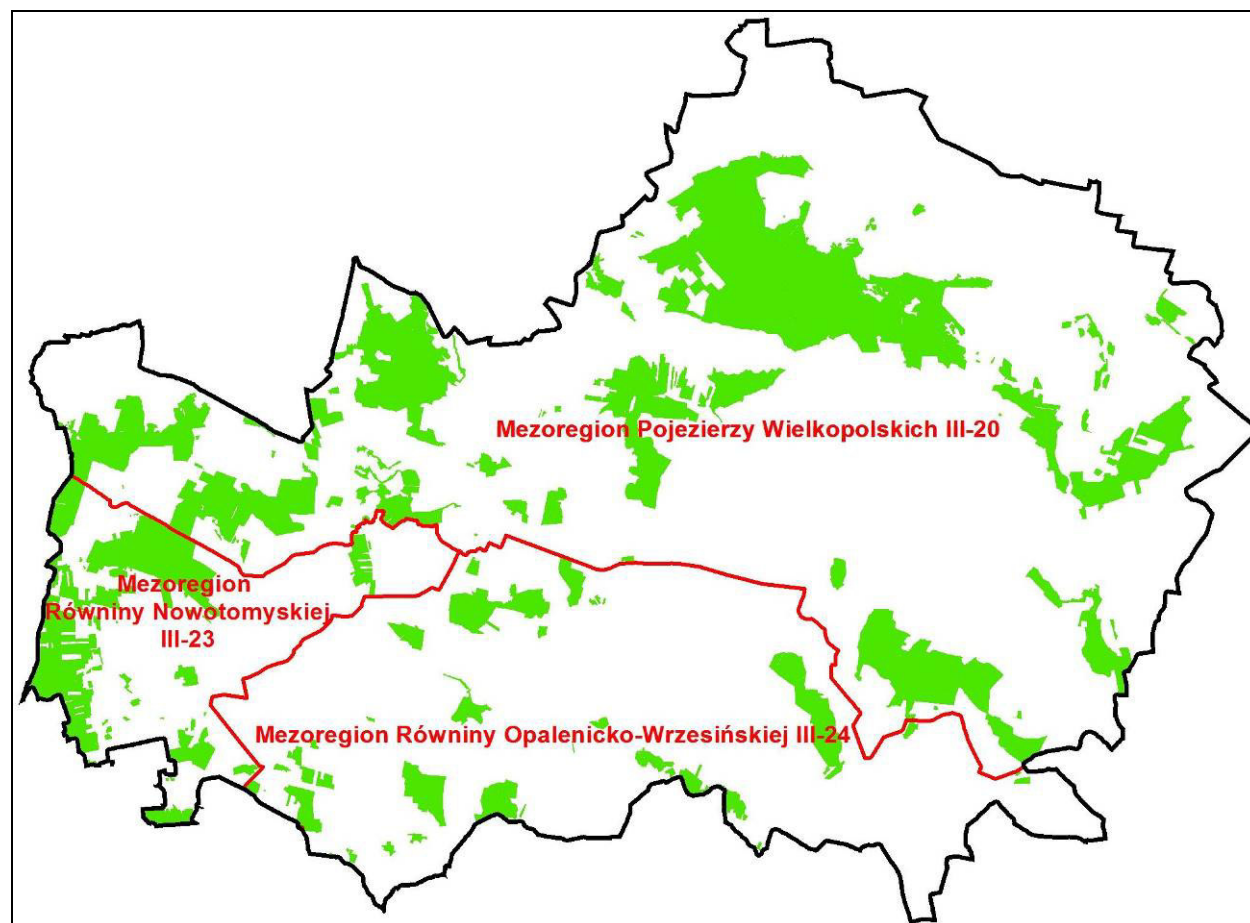 Mezoregion Pojezierzy Wielkopolskich III-20
Mezoregion
Równiny Nowotomyskiej
III-23
Mezoregion Równiny Opalenicko-Wrzesińskiej III-24